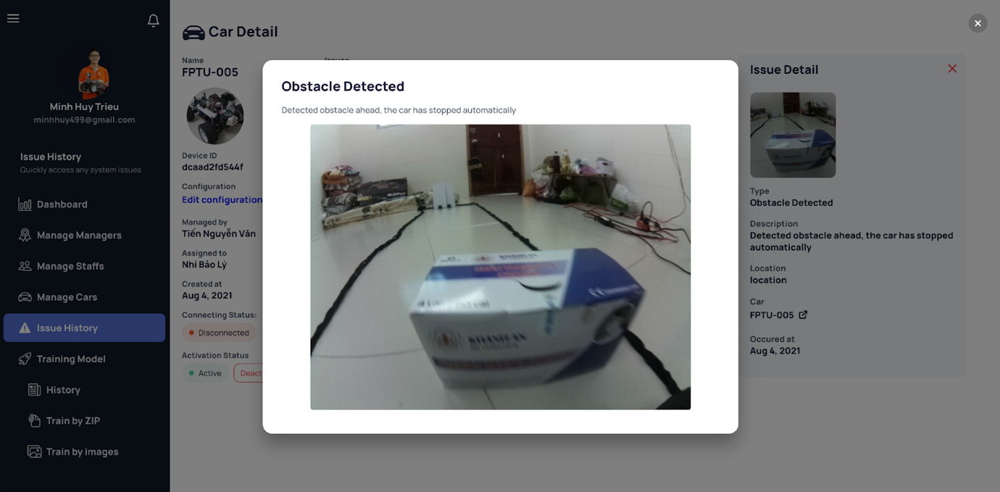 Car Detail
Minh Huy Trieu
minhhuy499@gmail.com
Issue History
Quickly access any system issues
Dashboard
Manage Managers
Manage Staffs
Manage Cars
Issue History
Training Model
History
Train by ZIP
Train by images
Name
FPTU-005
Device ID
dcaad2fd544f
Configuration
Edit configuration
Managed by
Tiến Nguyễn Văn
Assigned to
Nhi Bảo Lý
Created at
Aug 4, 2021
Connecting Status:
Disconnected
Activation Status
Active
Deact
Obstacle Detected
Detected obstacle ahead, the car has stopped automatically
KHANH AN
Issue Detail
Type
Obstacle Detected
Description
Detected obstacle ahead, the car has stopped
automatically
Location
location
Car
FPTU-005
Occured at
Aug 4, 2021